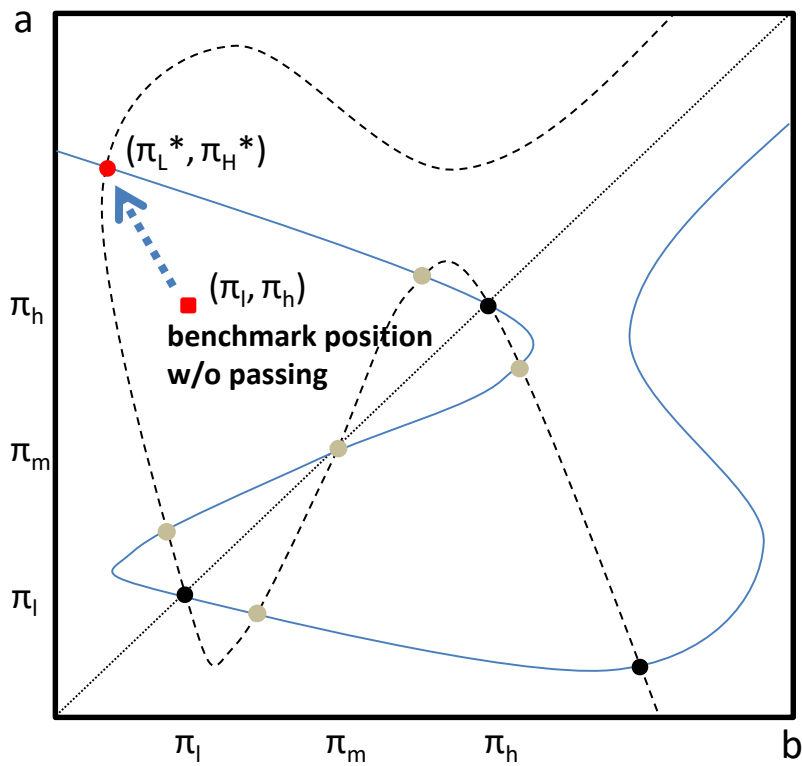 a
(π_L*, π_H*)
(π_l, π_h)
benchmark position
w/o passing
π_h
π_m
π_l
π_l π_m π_h b